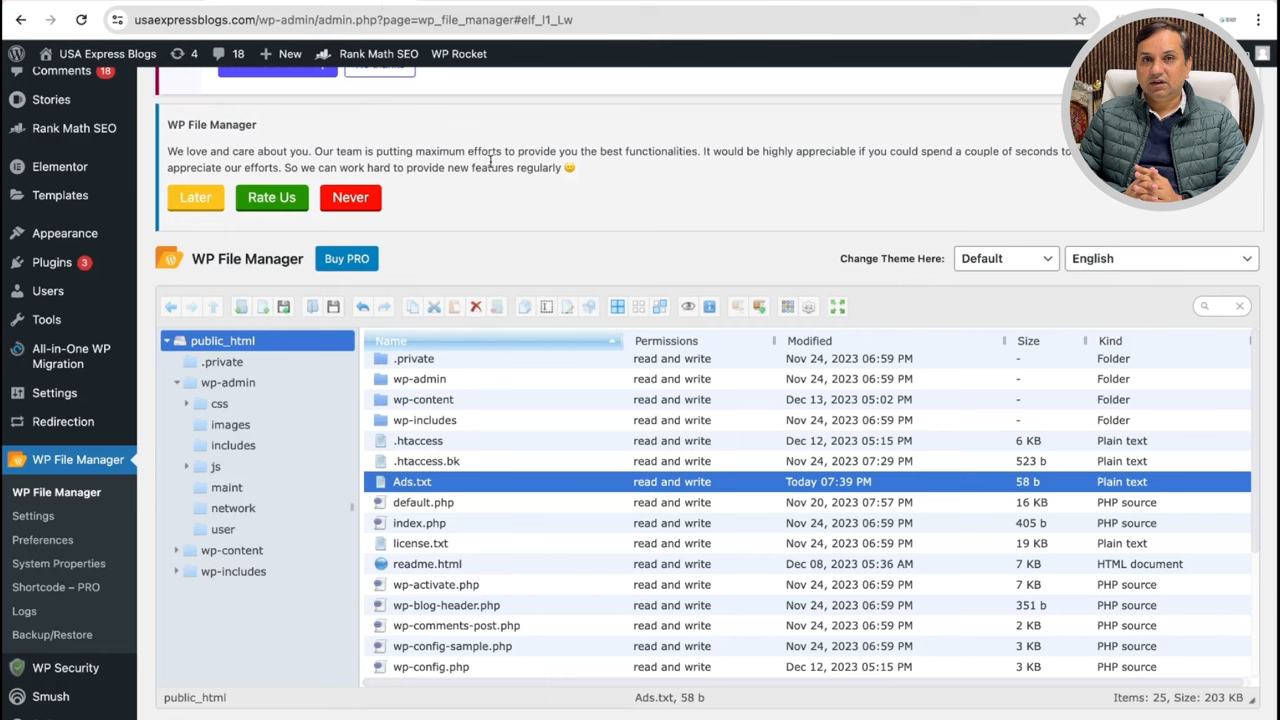 usaexpressblogs.com/wp-admin/admin.php?page=wp_file_manager#elf_l1_Lw
USA Express Blogs 4 18 New Rank Math SEO WP Rocket
Comments 18
Stories
Rank Math SEO
Elementor
Templates
Appearance
Plugins 3
Users
Tools
All-in-One WP
Migration
Settings
Redirection
WP File Manager
WP File Manager
Settings
Preferences
System Properties
Shortcode – PRO
Logs
Backup/Restore
WP Security
Smush
WP File Manager
We love and care about you. Our team is putting maximum efforts to provide you the best functionalities. It would be highly appreciable if you could spend a couple of seconds to
appreciate our efforts. So we can work hard to provide new features regularly
Later Rate Us Never
WP File Manager Buy PRO Change Theme Here: Default English
public_html
.private
wp-admin
css
images
includes
js
maint
network
user
wp-content
wp-includes
Name Permissions Modified Size Kind
.private read and write Nov 24, 2023 06:59 PM - Folder
wp-admin read and write Nov 24, 2023 06:59 PM - Folder
wp-content read and write Dec 13, 2023 05:02 PM - Folder
wp-includes read and write Nov 24, 2023 06:59 PM - Folder
.htaccess read and write Dec 12, 2023 05:15 PM 6 KB Plain text
.htaccess.bk read and write Nov 24, 2023 07:29 PM 523 b Plain text
Ads.txt read and write Today 07:39 PM 58 b Plain text
default.php read and write Nov 20, 2023 07:57 PM 16 KB PHP source
index.php read and write Nov 24, 2023 06:59 PM 405 b PHP source
license.txt read and write Nov 24, 2023 06:59 PM 19 KB Plain text
readme.html read and write Dec 08, 2023 05:36 AM 7 KB HTML document
wp-activate.php read and write Nov 24, 2023 06:59 PM 7 KB PHP source
wp-blog-header.php read and write Nov 24, 2023 06:59 PM 351 b PHP source
wp-comments-post.php read and write Nov 24, 2023 06:59 PM 2 KB PHP source
wp-config-sample.php read and write Nov 24, 2023 06:59 PM 3 KB PHP source
wp-config.php read and write Dec 12, 2023 05:15 PM 3 KB PHP source
public_html Ads.txt, 58 b Items: 25, Size: 203 KB